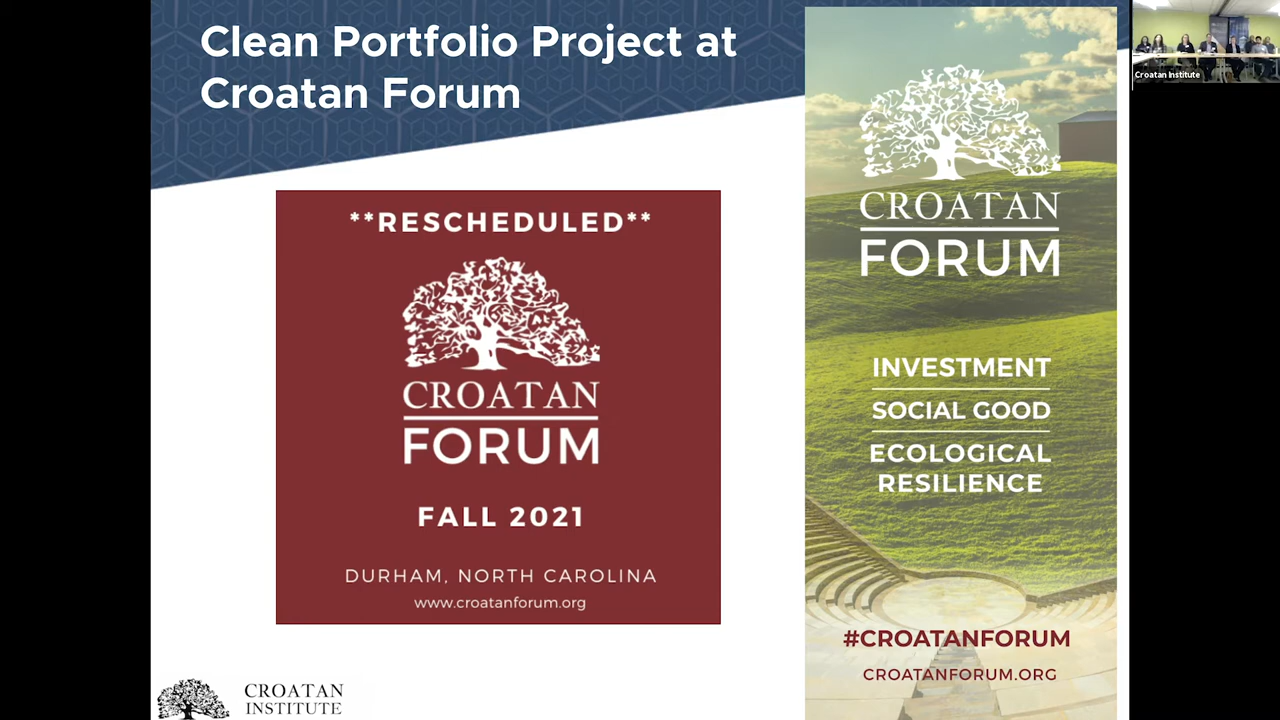 Clean Portfolio Project at
Croatan Forum
**RESCHEDULED**
CROATAN
FORUM
FALL 2021
DURHAM, NORTH CAROLINA
www.croatanforum.org
CROATAN
FORUM
INVESTMENT
SOCIAL GOOD
ECOLOGICAL
RESILIENCE
#CROATANFORUM
CROATANFORUM.ORG
CROATAN
INSTITUTE
Croatan Institute